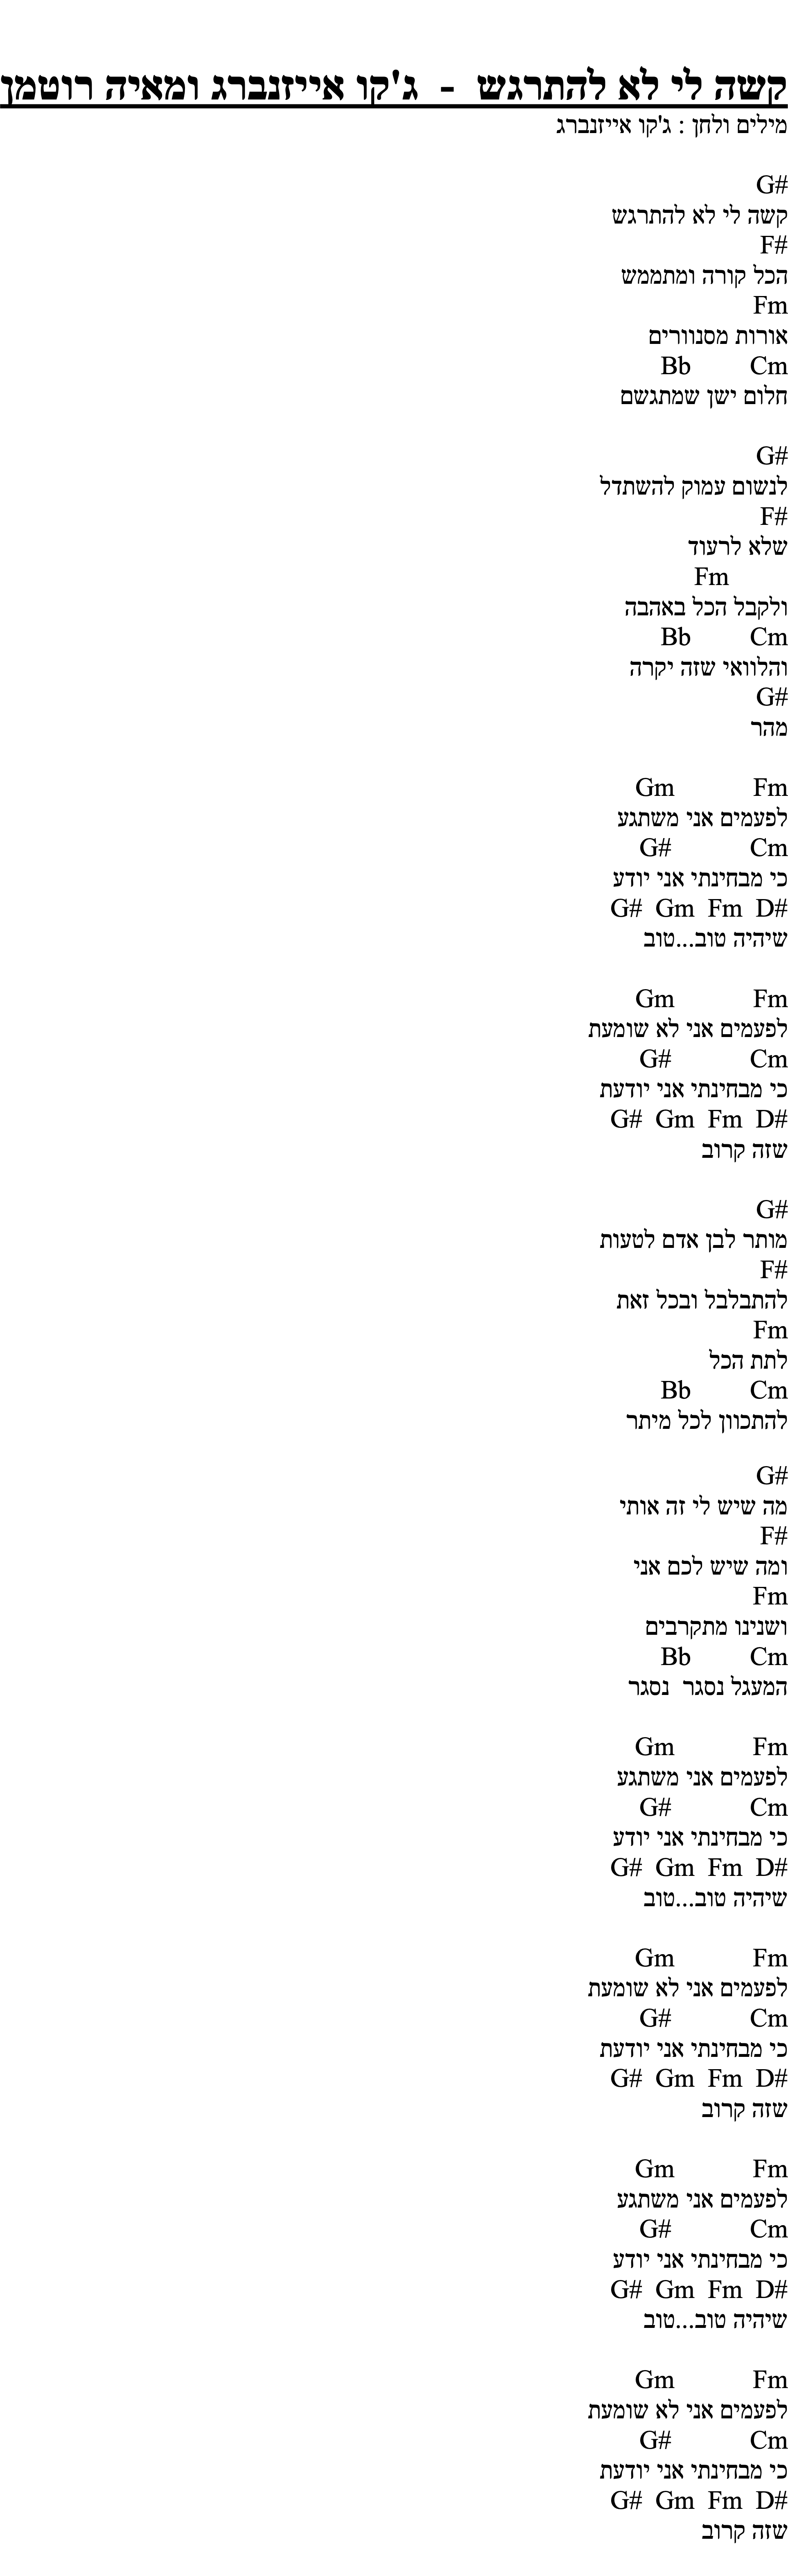 קשה לי לא להתרגש - ג'קו אייזנברג ומאיה רוטמן
מילים ולחן : ג'קו אייזנברג
G#
קשה לי לא להתרגש
F#
הכל קורה ומתממש
Fm
אורות מסנוורים
Bb Cm
חלום ישן שמתגשם
G#
לנשום עמוק להשתדל
F#
שלא לרעוד
Fm
ולקבל הכל באהבה
Bb Cm
והלוואי שזה יקרה
G#
מהר
Gm Fm
לפעמים אני משתגע
G# Cm
כי מבחינתי אני יודע
G# Gm Fm D#
שיהיה טוב...טוב
Gm Fm
לפעמים אני לא שומעת
G# Cm
כי מבחינתי אני יודעת
G# Gm Fm D#
שזה קרוב
G#
מותר לבן אדם לטעות
F#
להתבלבל ובכל זאת
Fm
לתת הכל
Bb Cm
להתכוון לכל מיתר
G#
מה שיש לי זה אותי
F#
ומה שיש לכם אני
Fm
ושנינו מתקרבים
Bb Cm
המעגל נסגר נסגר
Gm Fm
לפעמים אני משתגע
G# Cm
כי מבחינתי אני יודע
G# Gm Fm D#
שיהיה טוב...טוב
Gm Fm
לפעמים אני לא שומעת
G# Cm
כי מבחינתי אני יודעת
G# Gm Fm D#
שזה קרוב
Gm Fm
לפעמים אני משתגע
G# Cm
כי מבחינתי אני יודע
G# Gm Fm D#
שיהיה טוב...טוב
Gm Fm
לפעמים אני לא שומעת
G# Cm
כי מבחינתי אני יודעת
G# Gm Fm D#
שזה קרוב